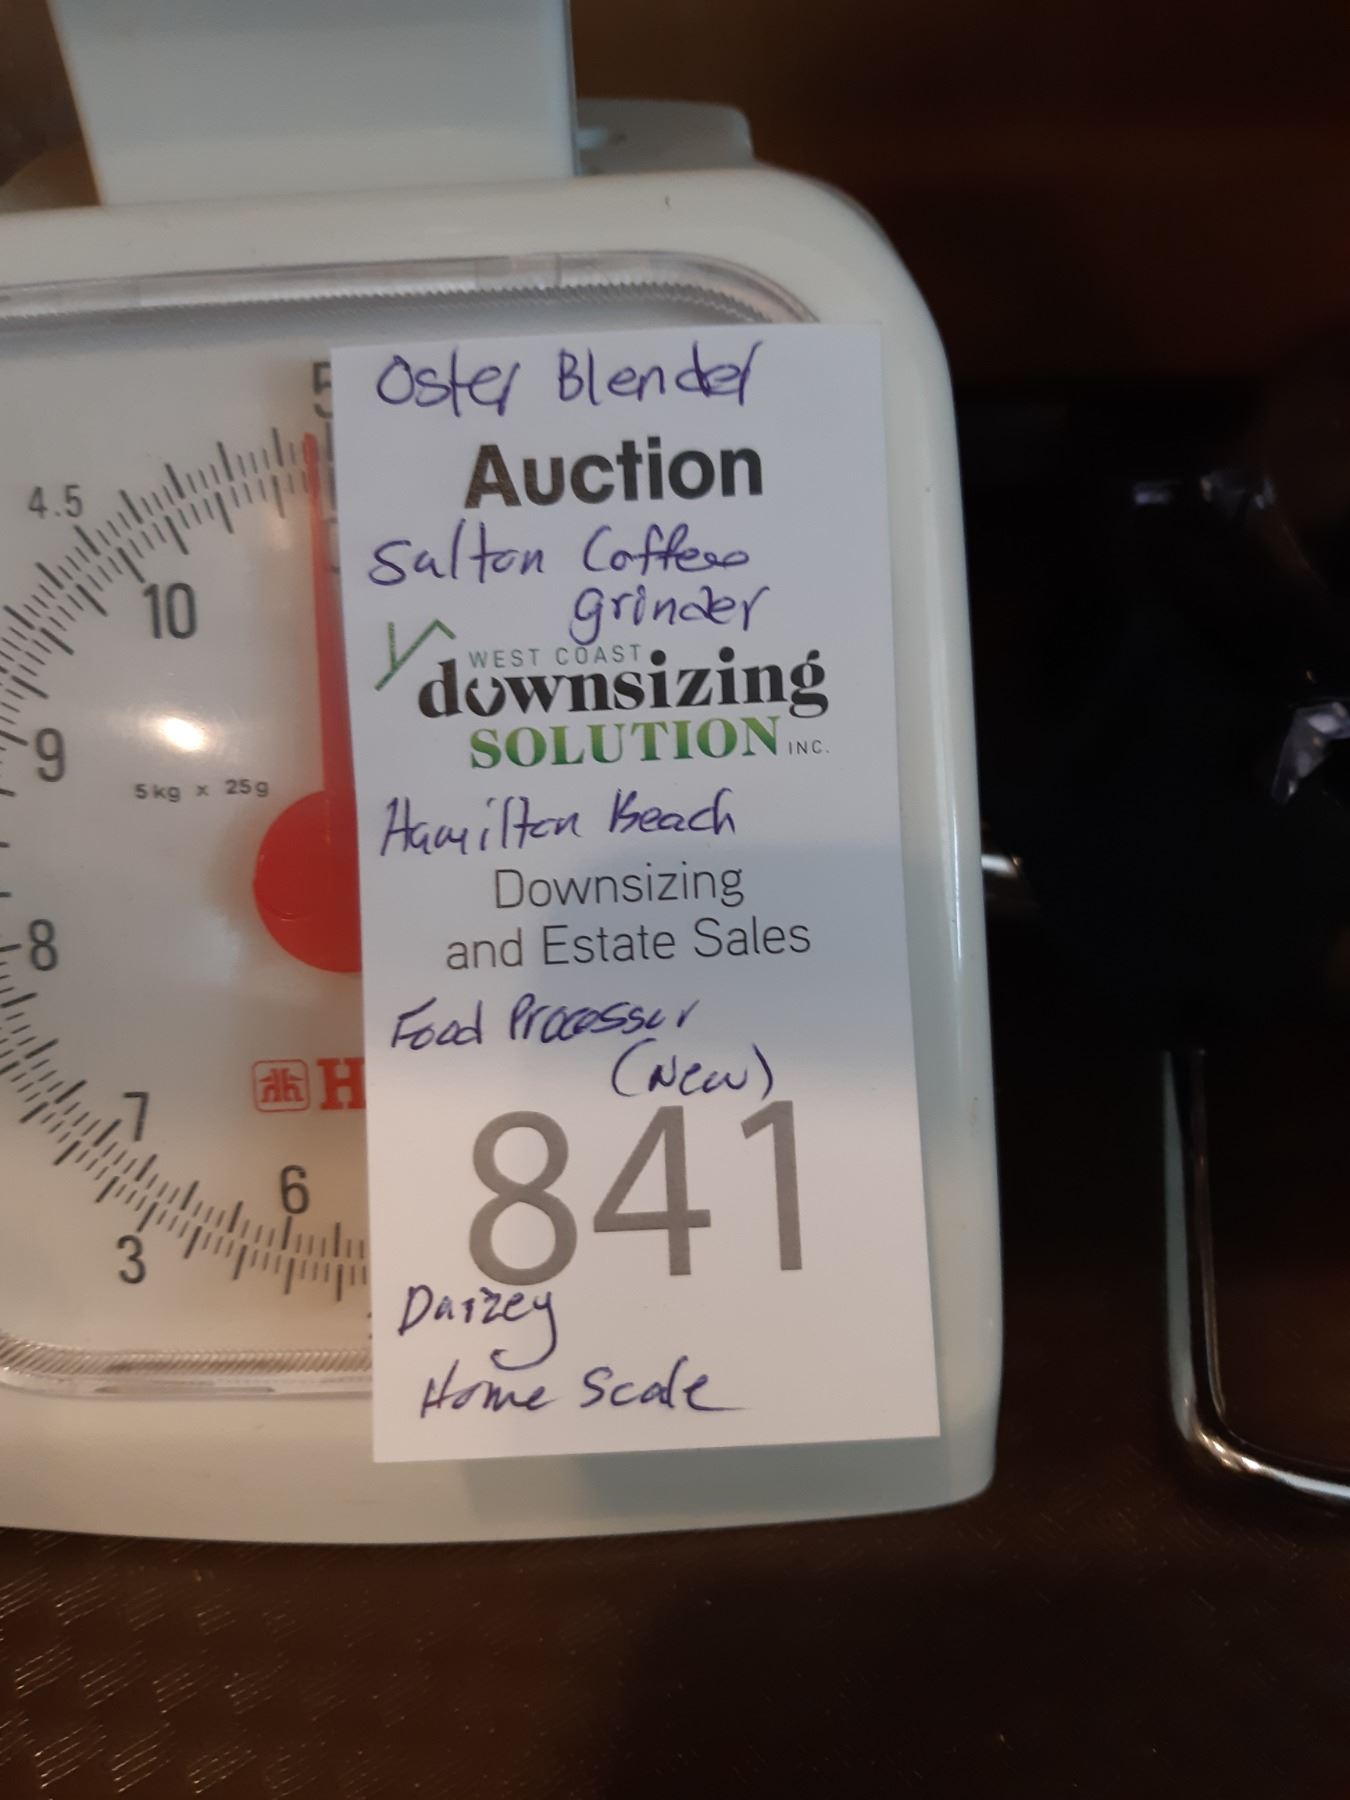 Oster Blender
Auction
Salton Coffee
grinder
WEST COAST
downsizing
SOLUTION INC.
Hamilton Beach
Downsizing
and Estate Sales
Food Processor
(New)
841
Home Scale
5
4.5
10
9
5kg x 25g
8
H
7
6
3